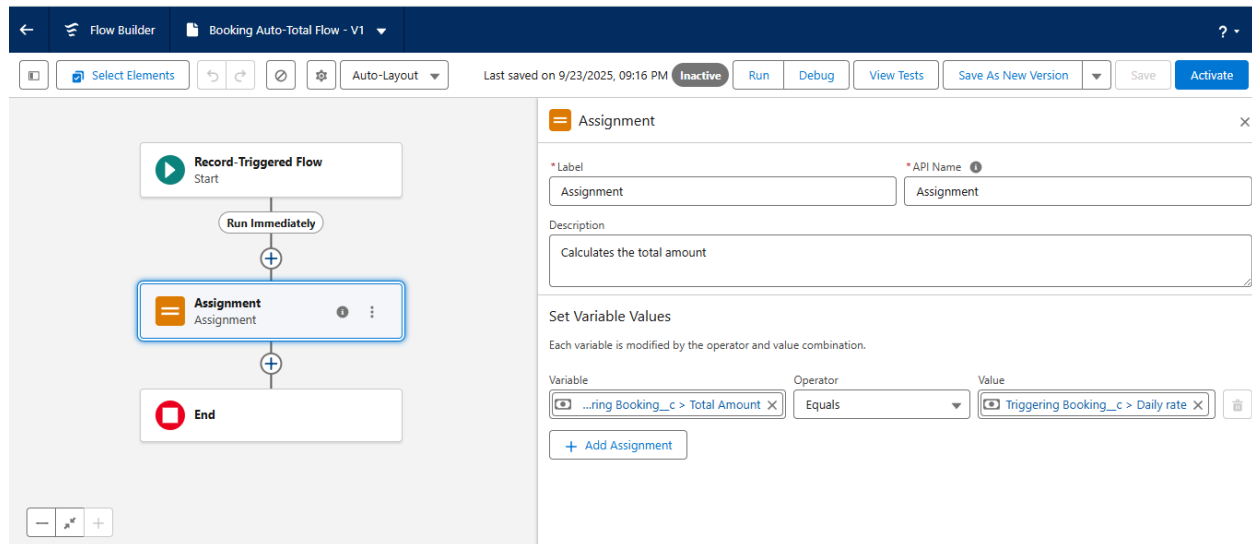 Flow Builder Booking Auto-Total Flow - V1 ?
Select Elements Auto-Layout Last saved on 9/23/2025, 09:16 PM Inactive Run Debug View Tests Save As New Version Save Activate
Record-Triggered Flow
Start
Run Immediately
Assignment
Assignment
End
Assignment
*Label *API Name
Assignment Assignment
Description
Calculates the total amount
Set Variable Values
Each variable is modified by the operator and value combination.
Variable Operator Value
...ring Booking__c > Total Amount Equals Triggering Booking__c > Daily rate
+ Add Assignment